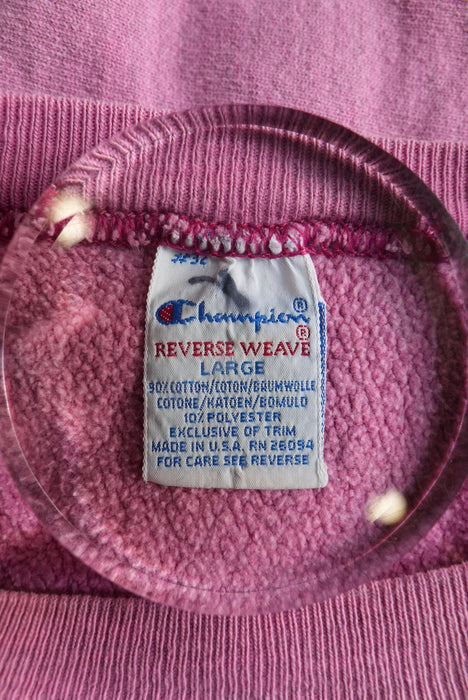 #32
Champion®
REVERSE WEAVE®
LARGE
90% COTTON/COTON/BAUMWOLLE
COTONE/KATOEN/BOMULD
10% POLYESTER
EXCLUSIVE OF TRIM
MADE IN U.S.A. RN 26094
FOR CARE SEE REVERSE